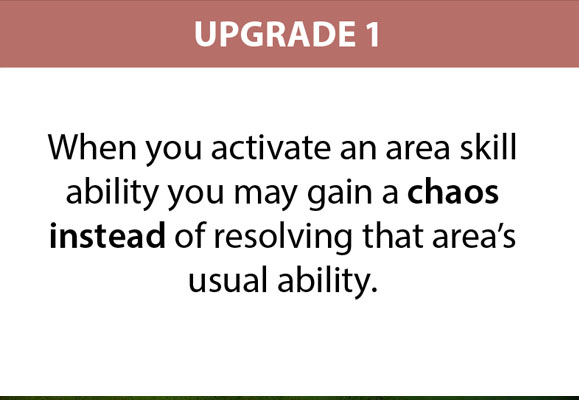 UPGRADE 1
When you activate an area skill
ability you may gain a chaos
instead of resolving that area’s
usual ability.